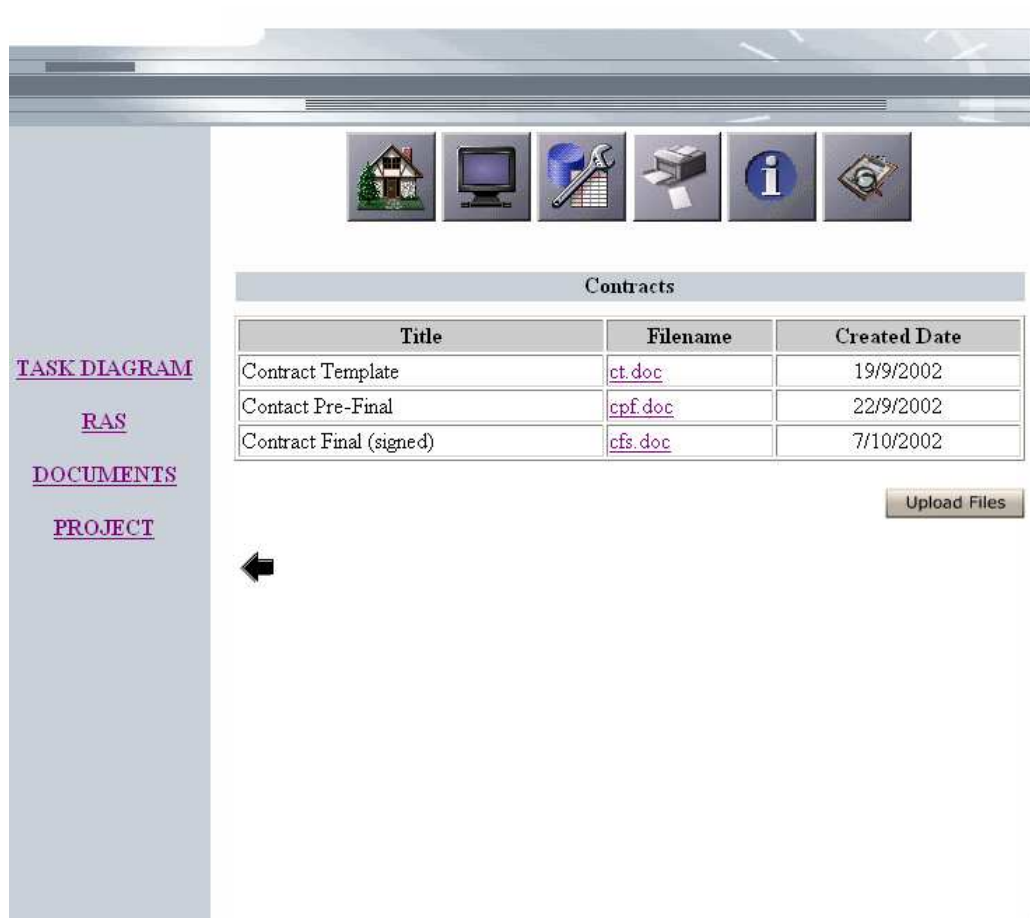 Contracts
Title Filename Created Date
Contract Template ct.doc 19/9/2002
Contact Pre-Final cpf.doc 22/9/2002
Contract Final (signed) cfs.doc 7/10/2002
Upload Files
TASK DIAGRAM
RAS
DOCUMENTS
PROJECT